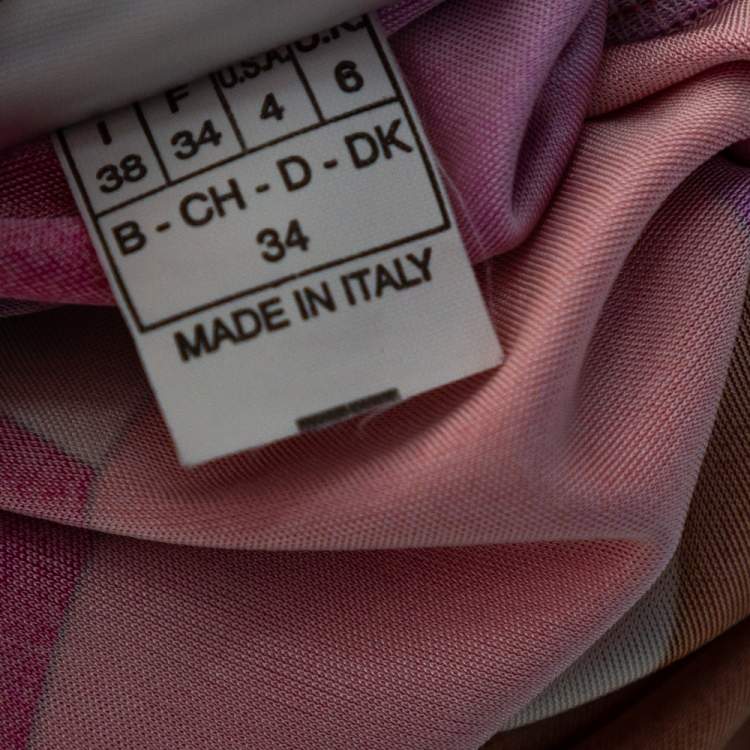 I F U.S.A. U.K.
38 34 4 6
B - CH - D - DK
34
MADE IN ITALY